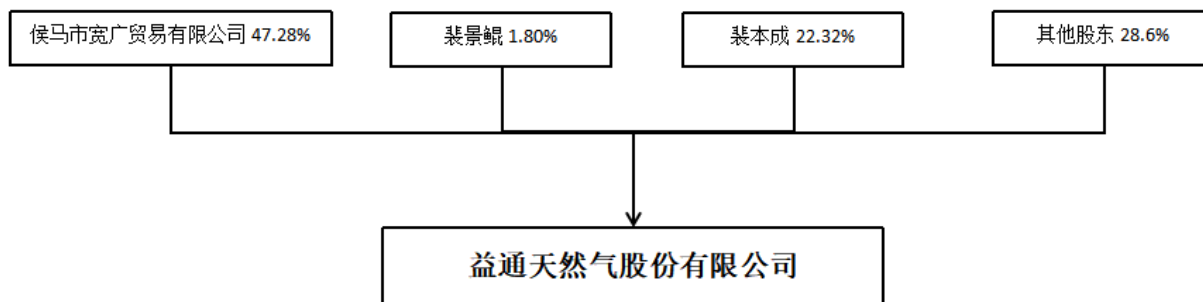 侯马市宽广贸易有限公司 47.28%
裴景鲲 1.80%
裴本成 22.32%
其他股东 28.6%
益通天然气股份有限公司